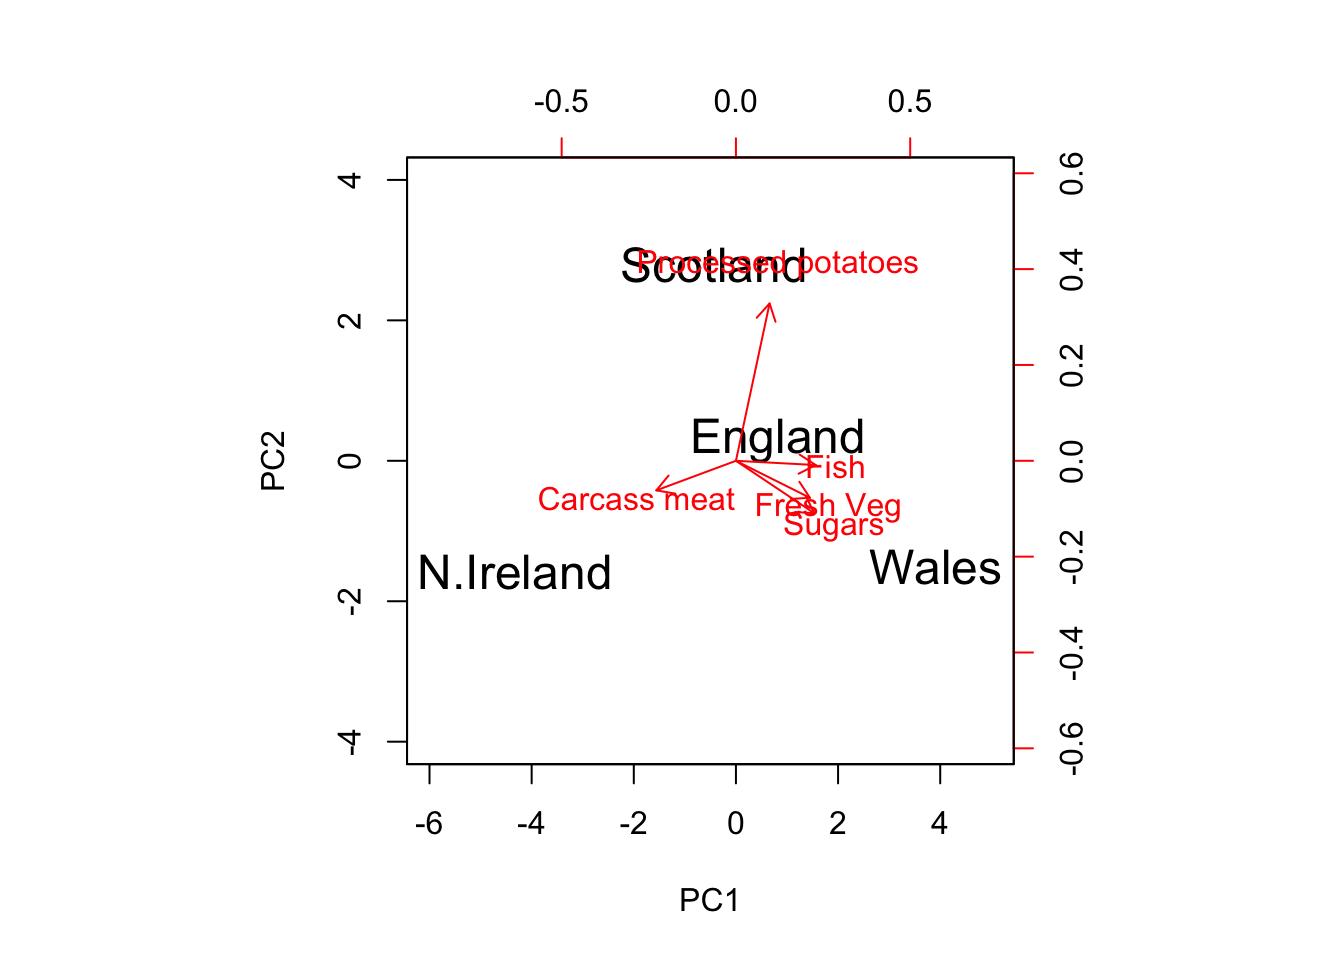 -0.5 0.0 0.5
4 2 0 -2 -4
PC2
Scotland
Processed potatoes
England
Fish
Carcass meat
Fresh Veg
Sugars
N.Ireland
Wales
0.6 0.4 0.2 0.0 -0.2 -0.4 -0.6
-6 -4 -2 0 2 4
PC1